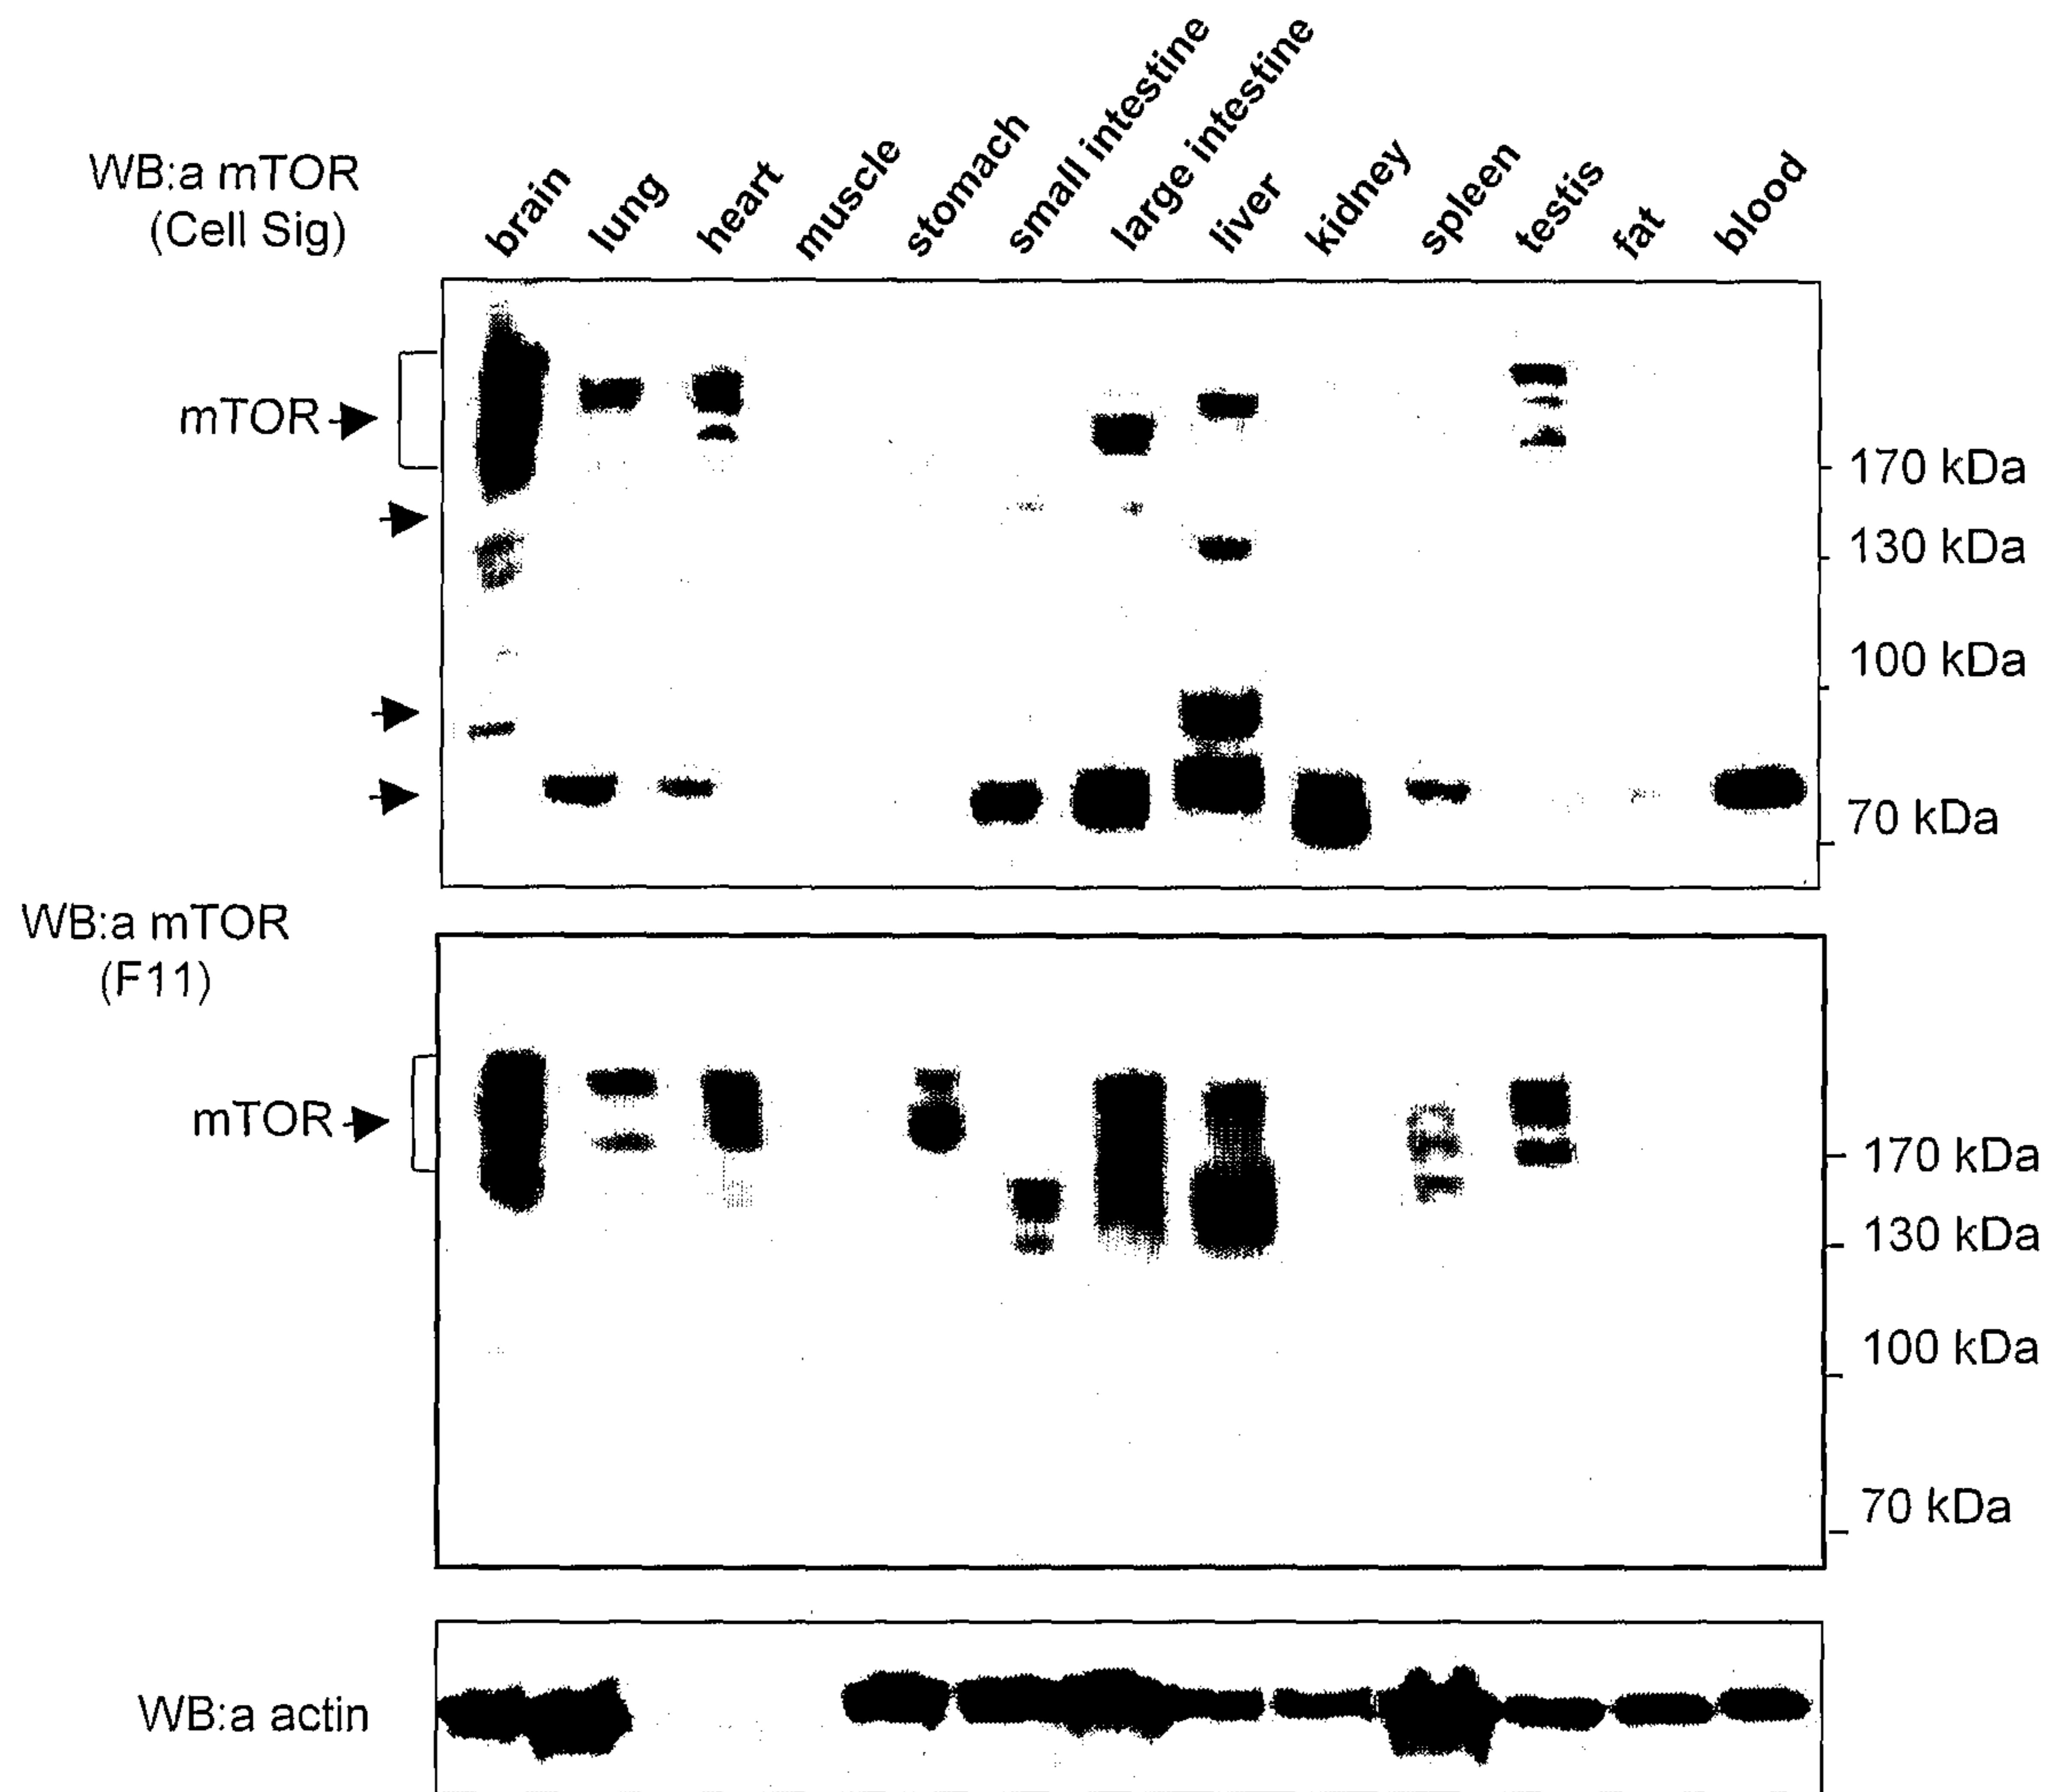 WB:a mTOR
(Cell Sig)
brain
lung
heart
muscle
stomach
small intestine
large intestine
liver
kidney
spleen
testis
fat
blood
mTOR
170 kDa
130 kDa
100 kDa
70 kDa
WB:a mTOR
(F11)
mTOR
170 kDa
130 kDa
100 kDa
70 kDa
WB:a actin